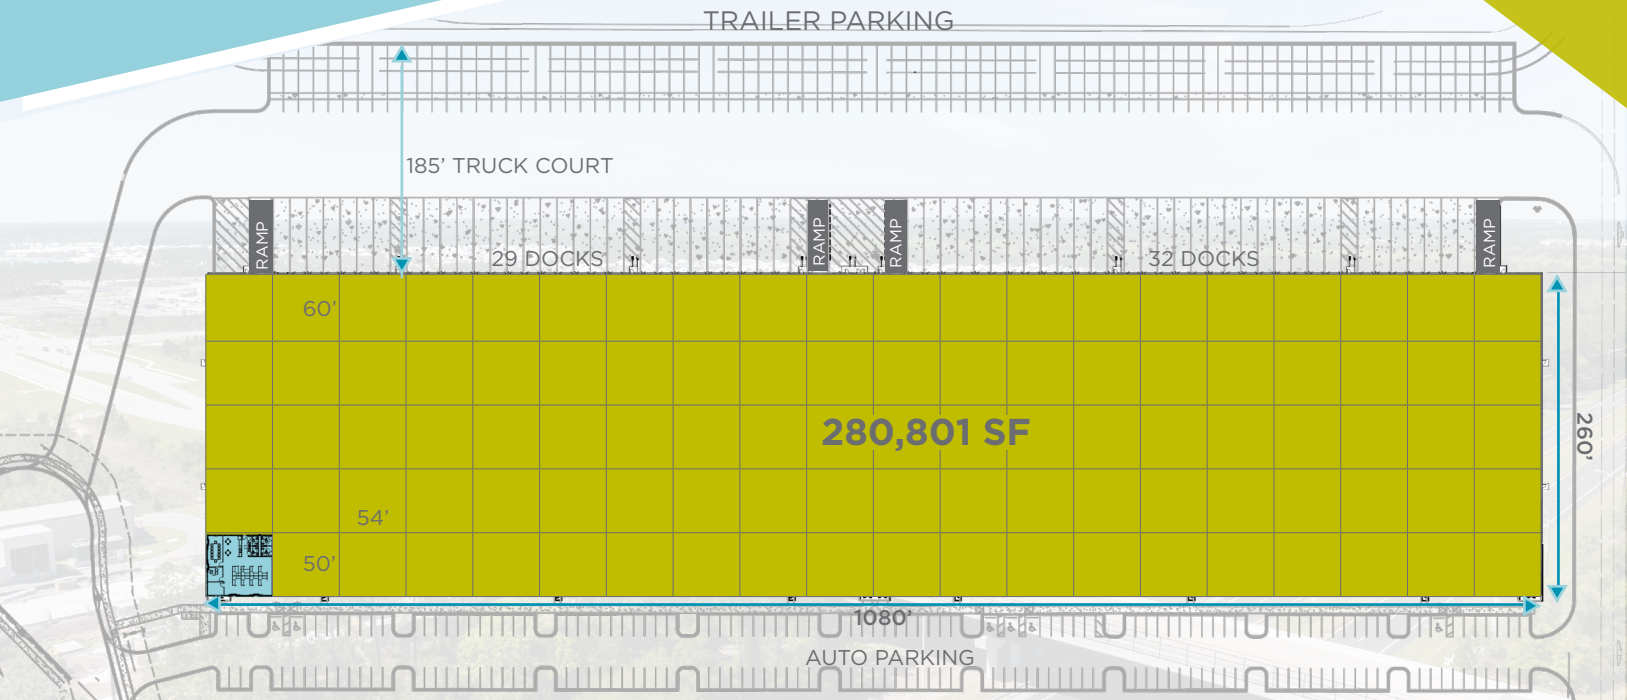 TRAILER PARKING
185’ TRUCK COURT
RAMP
RAMP
RAMP
RAMP
29 DOCKS
32 DOCKS
60’
280,801 SF
260’
54’
50’
1080’
AUTO PARKING